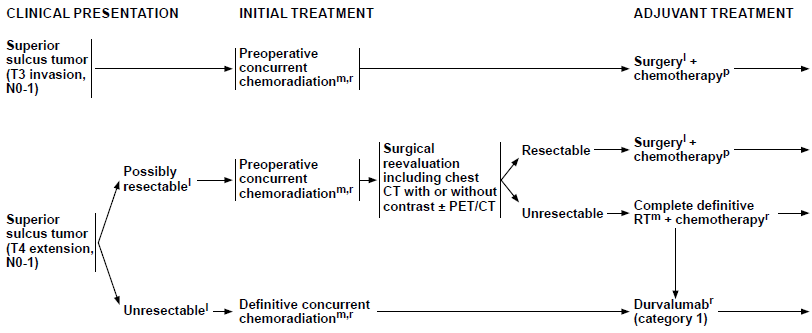 CLINICAL PRESENTATION
INITIAL TREATMENT
ADJUVANT TREATMENT
Superior
sulcus tumor
(T3 invasion,
N0-1)
Preoperative
concurrent
chemoradiationm,r
Surgeryl +
chemotherapyp
Superior
sulcus tumor
(T4 extension,
N0-1)
Possibly
resectablel
Preoperative
concurrent
chemoradiationm,r
Surgical
reevaluation
including chest
CT with or without
contrast ± PET/CT
Resectable
Surgeryl +
chemotherapyp
Unresectable
Complete definitive
RTm + chemotherapyr
Unresectablel
Definitive concurrent
chemoradiationm,r
Durvalumabr
(category 1)